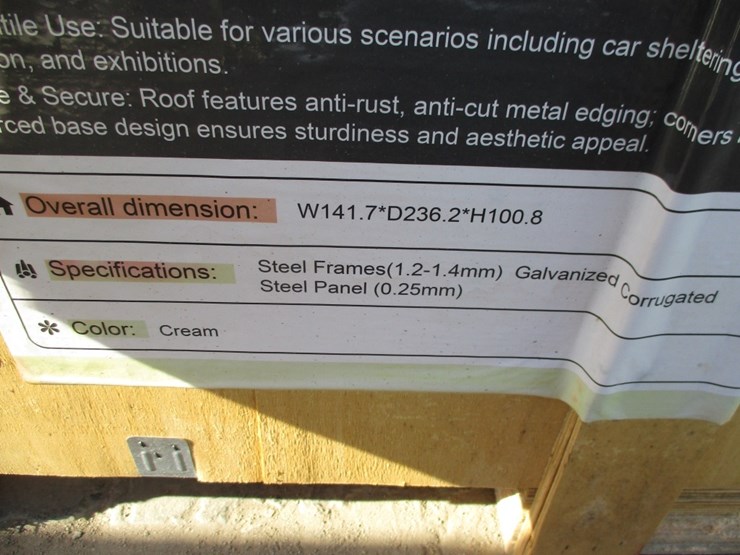 tile Use: Suitable for various scenarios including car sheltering
on, and exhibitions.
e & Secure: Roof features anti-rust, anti-cut metal edging; corners
rced base design ensures sturdiness and aesthetic appeal.
Overall dimension: W141.7*D236.2*H100.8
Specifications: Steel Frames(1.2-1.4mm) Galvanized Corrugated
Steel Panel (0.25mm)
Color: Cream